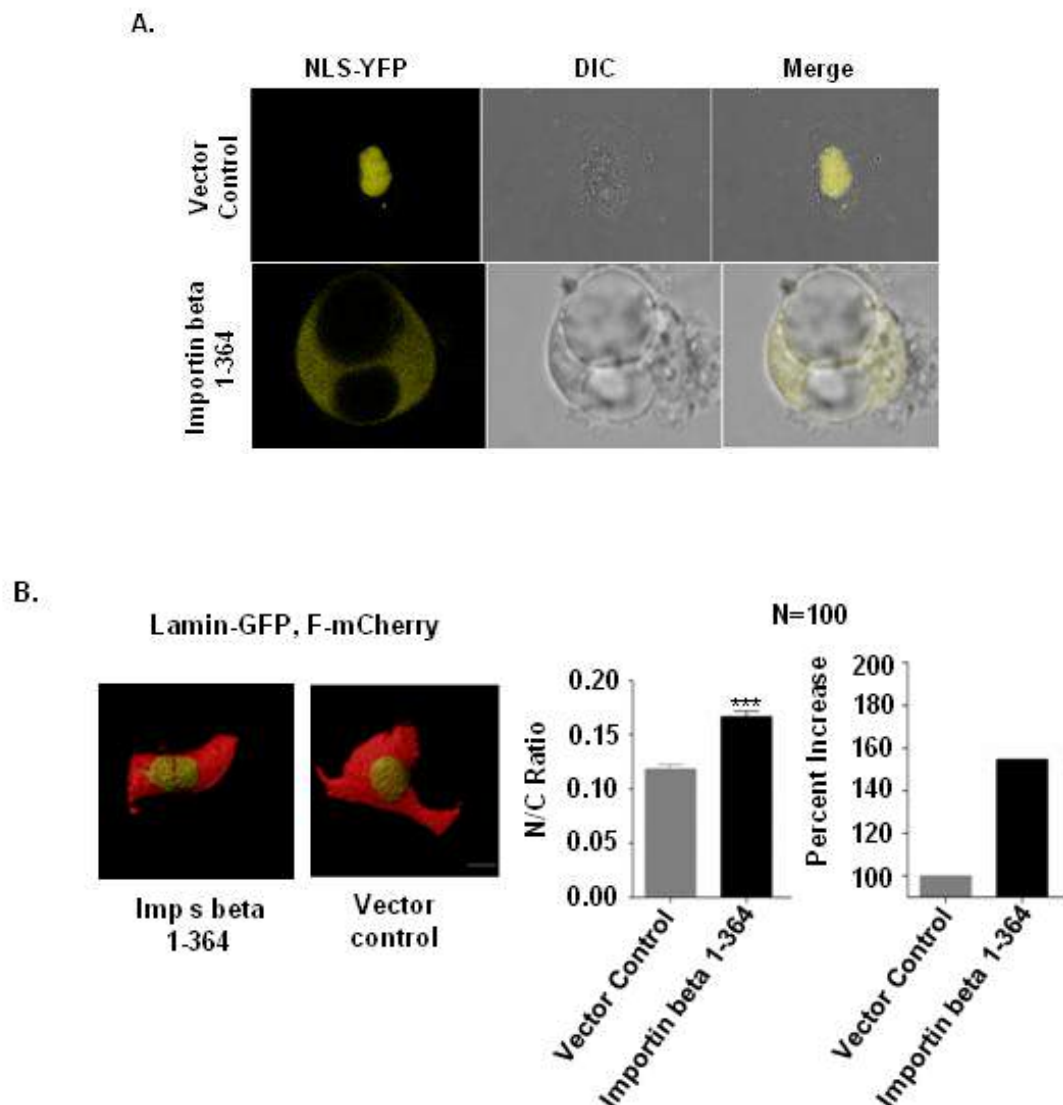 A.
NLS-YFP DIC Merge
Vector
Control
Importin beta
1-364
B.
Lamin-GFP, F-mCherry
Imp s beta
1-364
Vector
control
N=100
N/C Ratio
0.20
0.15
0.10
0.05
0.00
***
Vector Control
Importin beta 1-364
Percent Increase
200
180
160
140
120
100
Vector Control
Importin beta 1-364